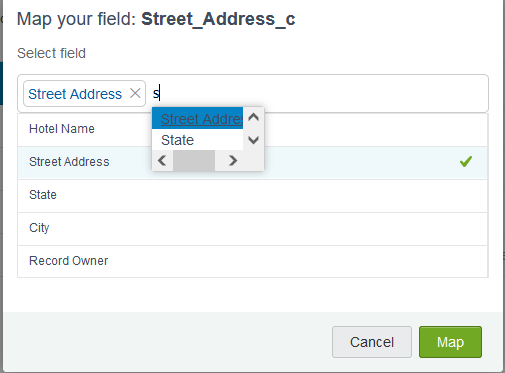 Map your field: Street_Address_c
Select field
Street Address × s
Street Addre
State
Hotel Name
Street Address
State
City
Record Owner
Cancel
Map